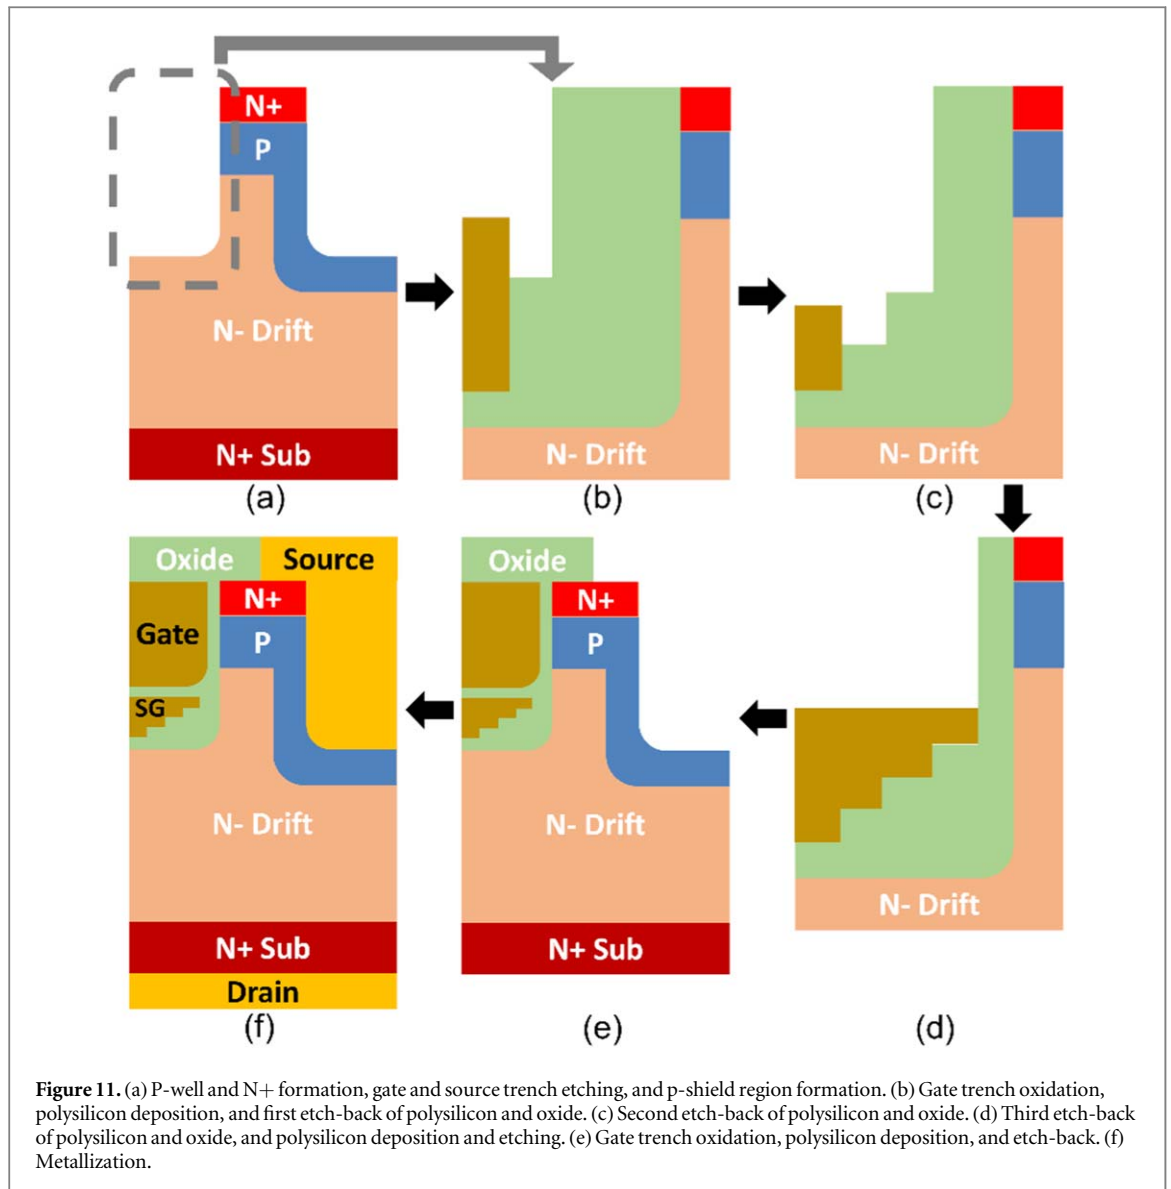 N+
P
N- Drift
N+ Sub
(a)
N- Drift
(b)
N- Drift
(c)
Oxide
Source
N+
Gate
P
SG
N- Drift
N+ Sub
Drain
(f)
Oxide
N+
P
N- Drift
N+ Sub
(e)
N- Drift
(d)
Figure 11. (a) P-well and N+ formation, gate and source trench etching, and p-shield region formation. (b) Gate trench oxidation,
polysilicon deposition, and first etch-back of polysilicon and oxide. (c) Second etch-back of polysilicon and oxide. (d) Third etch-back
of polysilicon and oxide, and polysilicon deposition and etching. (e) Gate trench oxidation, polysilicon deposition, and etch-back. (f)
Metallization.